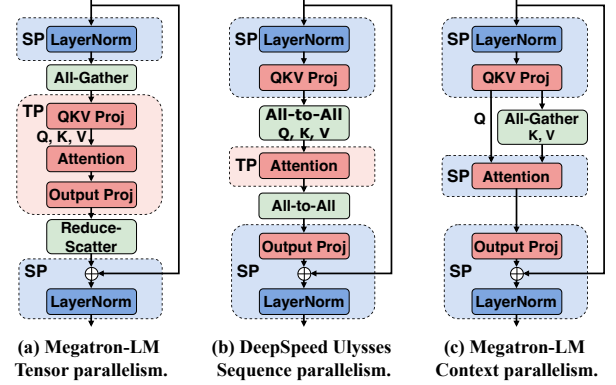 SP
LayerNorm
All-Gather
TP
QKV Proj
Q, K, V
Attention
Output Proj
Reduce-
Scatter
SP
LayerNorm
(a) Megatron-LM
Tensor parallelism.
SP
LayerNorm
QKV Proj
All-to-All
Q, K, V
TP
Attention
All-to-All
Output Proj
SP
LayerNorm
(b) DeepSpeed Ulysses
Sequence parallelism.
SP
LayerNorm
QKV Proj
Q
All-Gather
K, V
SP
Attention
Output Proj
SP
LayerNorm
(c) Megatron-LM
Context parallelism.